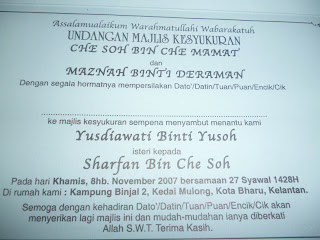 Assalamualaikum Warahmatullahi Wabarakatuh
UNDANGAN MAJLIS KESYUKURAN
CHE SOH BIN CHE MAMAT
dan
MAZNAH BINTI DERAMAN
Dengan segala hormatnya mempersilakan Dato'/Datin/Tuan/Puan/Encik/Cik
................................................................................
ke majlis kesyukuran sempena menyambut menantu kami
Yusdiawati Binti Yusoh
isteri kepada
Sharfan Bin Che Soh
Pada hari Khamis, 8hb. November 2007 bersamaan 27 Syawal 1428H
Di rumah kami : Kampung Binjal 2, Kedai Mulong, Kota Bharu, Kelantan.
Semoga dengan kehadiran Dato'/Datin/Tuan/Puan/Encik/Cik akan
menyerikan lagi majlis ini dan mudah-mudahan ianya diberkati
Allah S.W.T. Terima Kasih.